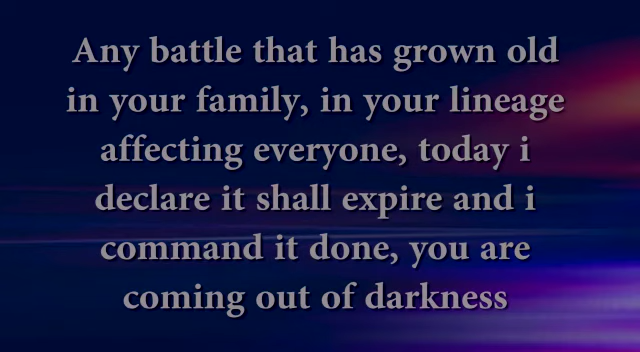 Any battle that has grown old
in your family, in your lineage
affecting everyone, today i
declare it shall expire and i
command it done, you are
coming out of darkness